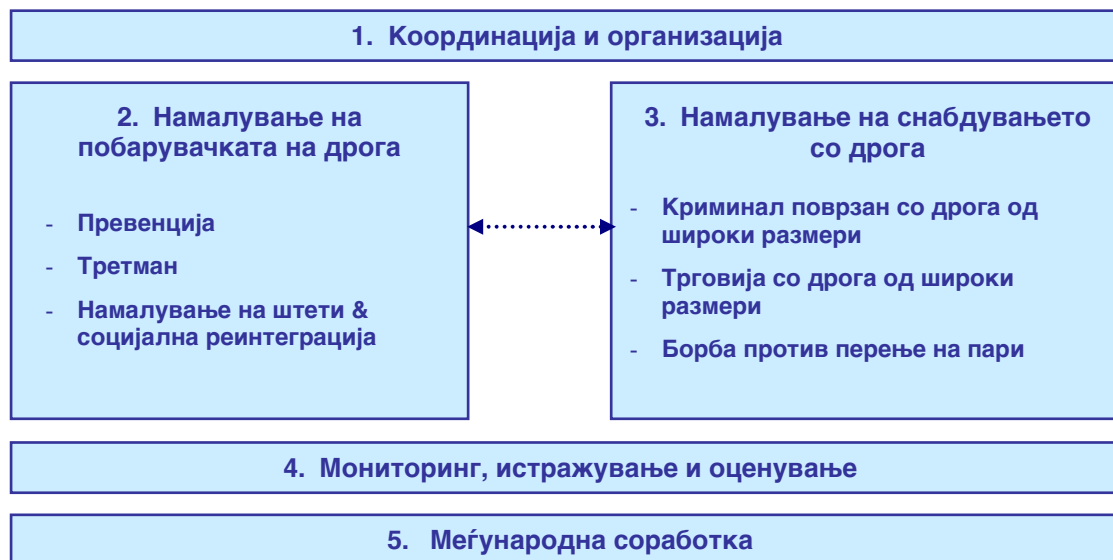 1. Координација и организација
2. Намалување на
побарувачката на дрога
- Превенција
- Третман
- Намалување на штети &
социјална реинтеграција
3. Намалување на снабдувањето
со дрога
- Криминал поврзан со дрога од
широки размери
- Трговија со дрога од широки
размери
- Борба против перење на пари
4. Мониторинг, истражување и оценување
5. Меѓународна соработка